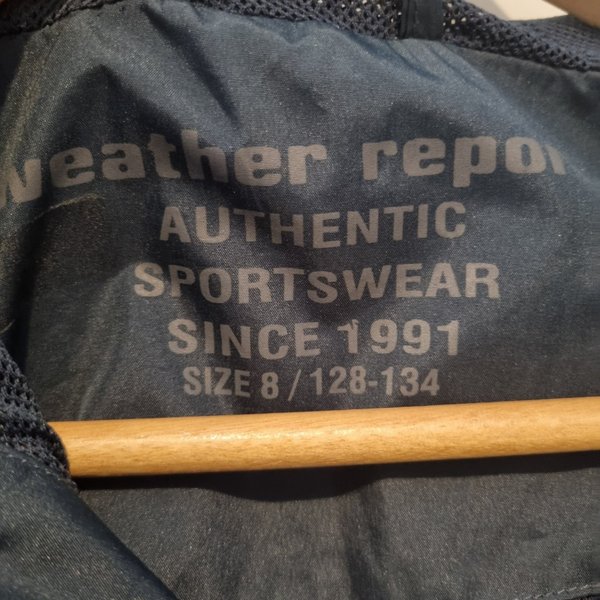 weather repor
AUTHENTIC
SPORTSWEAR
SINCE 1991
SIZE 8 / 128-134